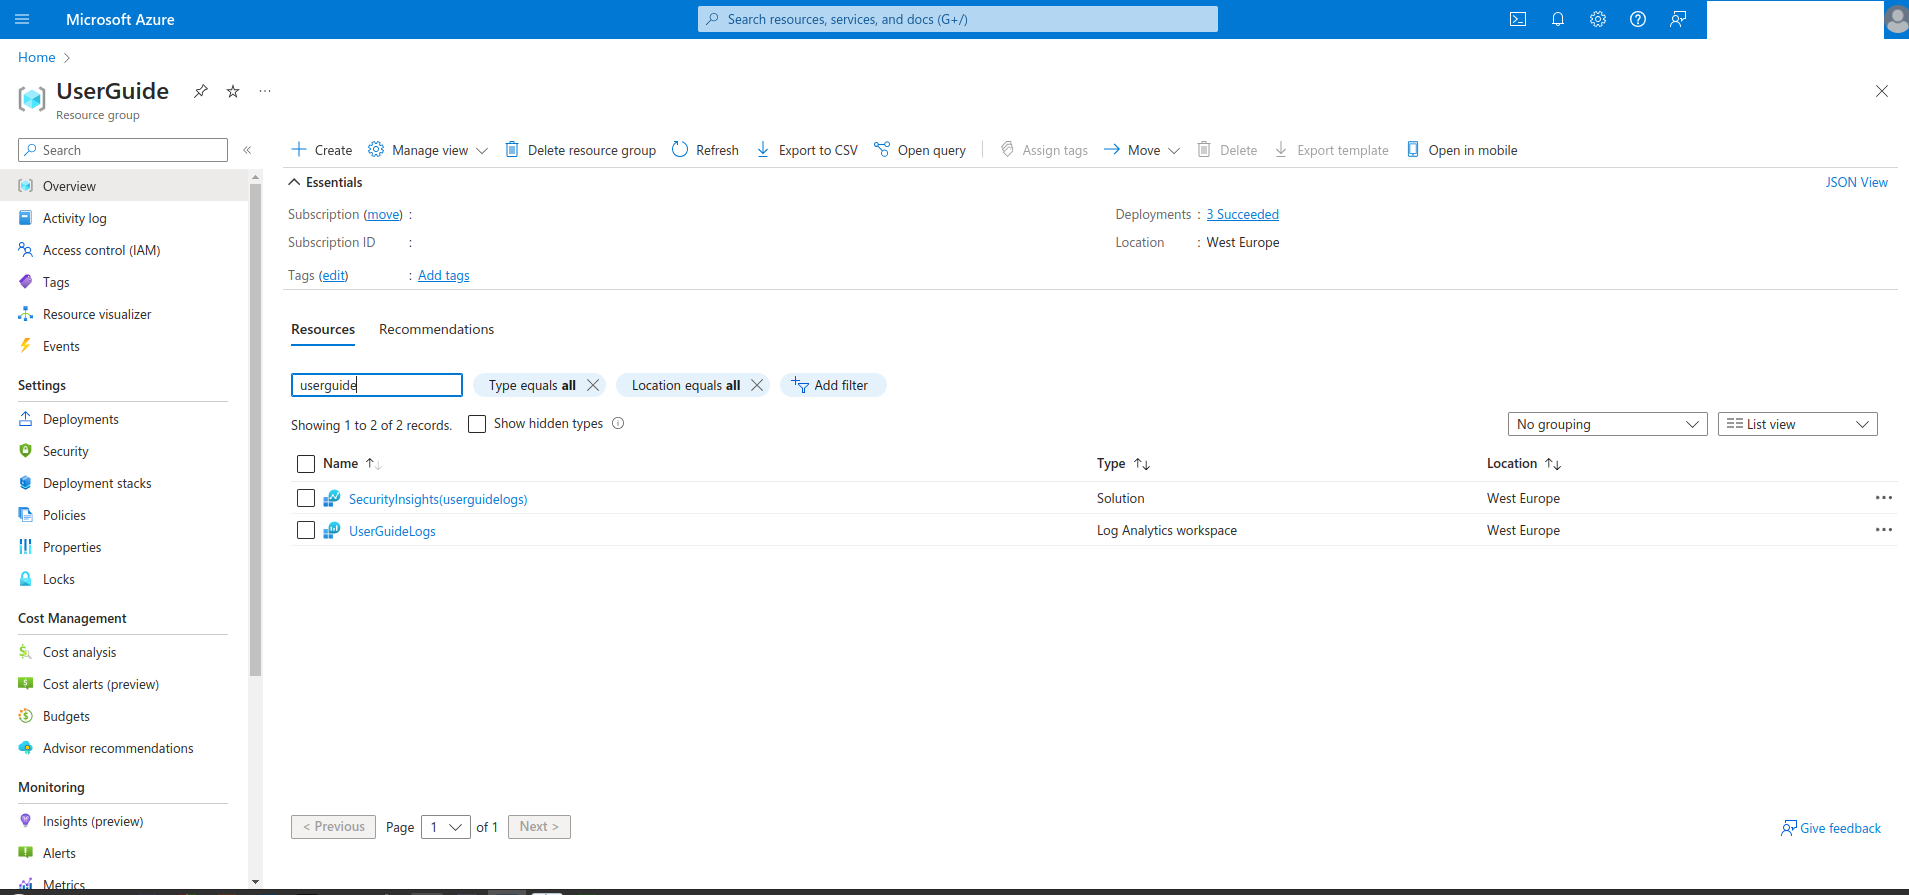 Microsoft Azure
Search resources, services, and docs (G+/)
Home
UserGuide
Resource group
Search
Create Manage view Delete resource group Refresh Export to CSV Open query Assign tags Move Delete Export template Open in mobile
Essentials
JSON View
Subscription (move) :
Deployments : 3 Succeeded
Subscription ID :
Location : West Europe
Tags (edit) : Add tags
Overview
Activity log
Access control (IAM)
Tags
Resource visualizer
Events
Settings
Deployments
Security
Deployment stacks
Policies
Properties
Locks
Cost Management
Cost analysis
Cost alerts (preview)
Budgets
Advisor recommendations
Monitoring
Insights (preview)
Alerts
Metrics
Resources Recommendations
userguide Type equals all Location equals all Add filter
Showing 1 to 2 of 2 records. Show hidden types
No grouping List view
Name Type Location
SecurityInsights(userguidelogs) Solution West Europe
UserGuideLogs Log Analytics workspace West Europe
< Previous Page 1 of 1 Next >
Give feedback